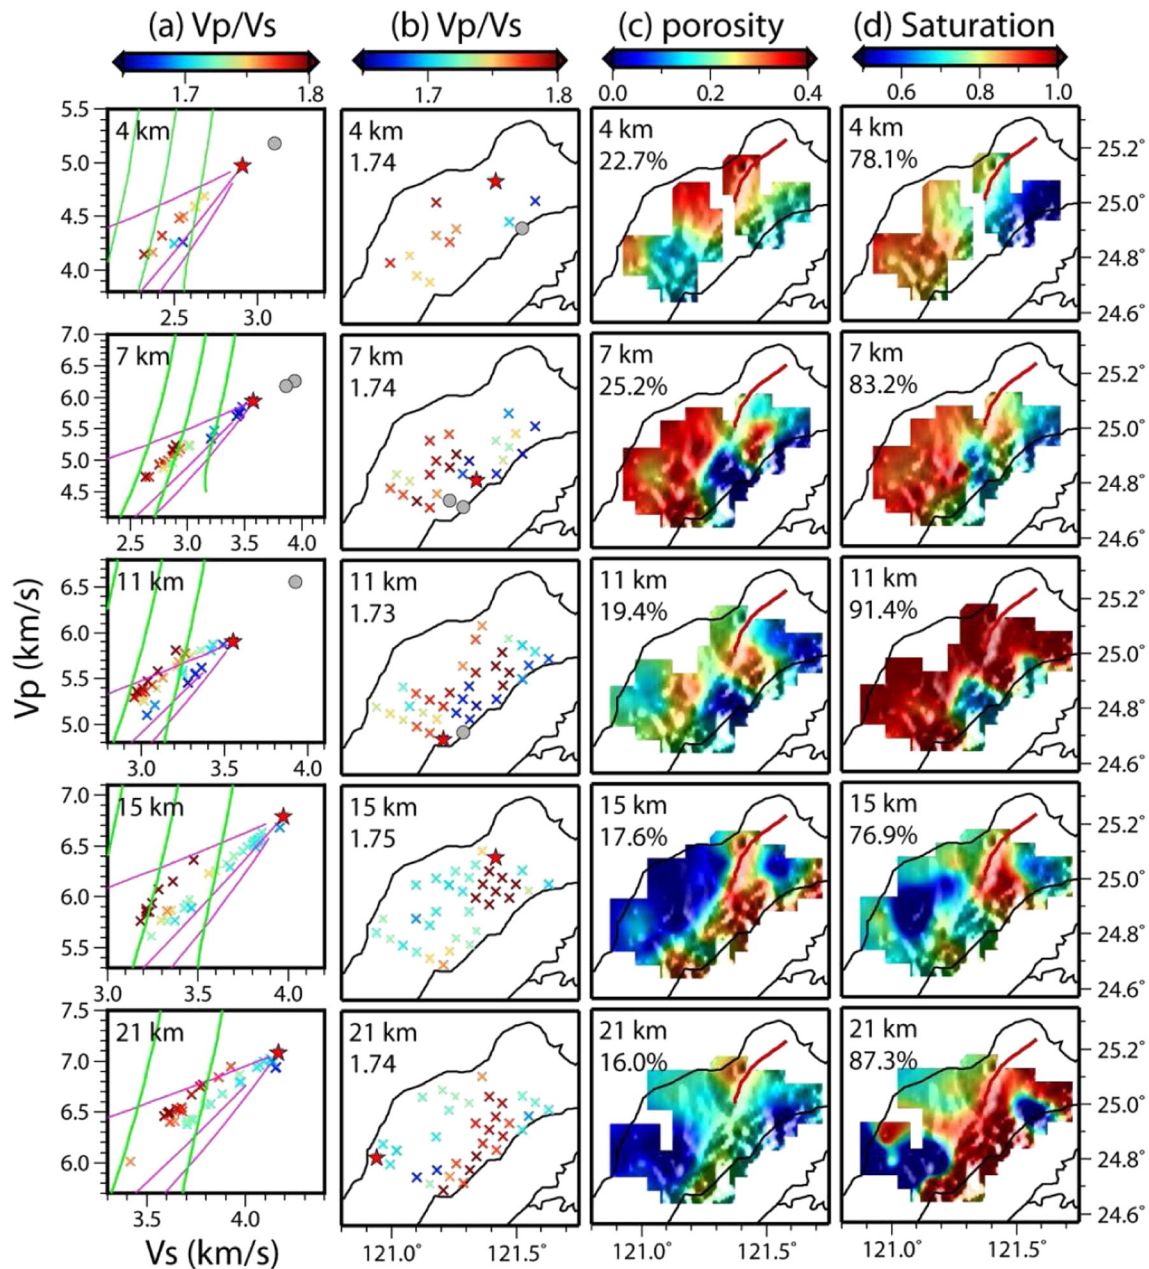 (a) Vp/Vs (b) Vp/Vs (c) porosity (d) Saturation
1.7 1.8 1.7 1.8 0.0 0.2 0.4 0.6 1.0
5.5 4 km 4 km 4 km 4 km
1.74 22.7% 78.1% 25.2˚
5.0
25.0˚
4.5
24.8˚
4.0
24.6˚
2.5 3.0
7.0 7 km 7 km 7 km 7 km
6.5 1.74 25.2% 83.2% 25.2˚
6.0
5.5 25.0˚
5.0
24.8˚
4.5
24.6˚
2.5 3.0 3.5 4.0
11 km 11 km 11 km 11 km
6.5 1.73 19.4% 91.4% 25.2˚
6.0
25.0˚
5.5
24.8˚
5.0
24.6˚
3.0 3.5 4.0
Vp (km/s)
7.0 15 km 15 km 15 km 15 km
1.75 17.6% 76.9% 25.2˚
6.5
25.0˚
6.0
24.8˚
5.5
24.6˚
3.0 3.5 4.0
7.5 21 km 21 km 21 km 21 km
1.74 16.0% 87.3% 25.2˚
7.0
25.0˚
6.5
24.8˚
6.0
24.6˚
3.5 4.0
121.0˚ 121.5˚ 121.0˚ 121.5˚ 121.0˚ 121.5˚
Vs (km/s)